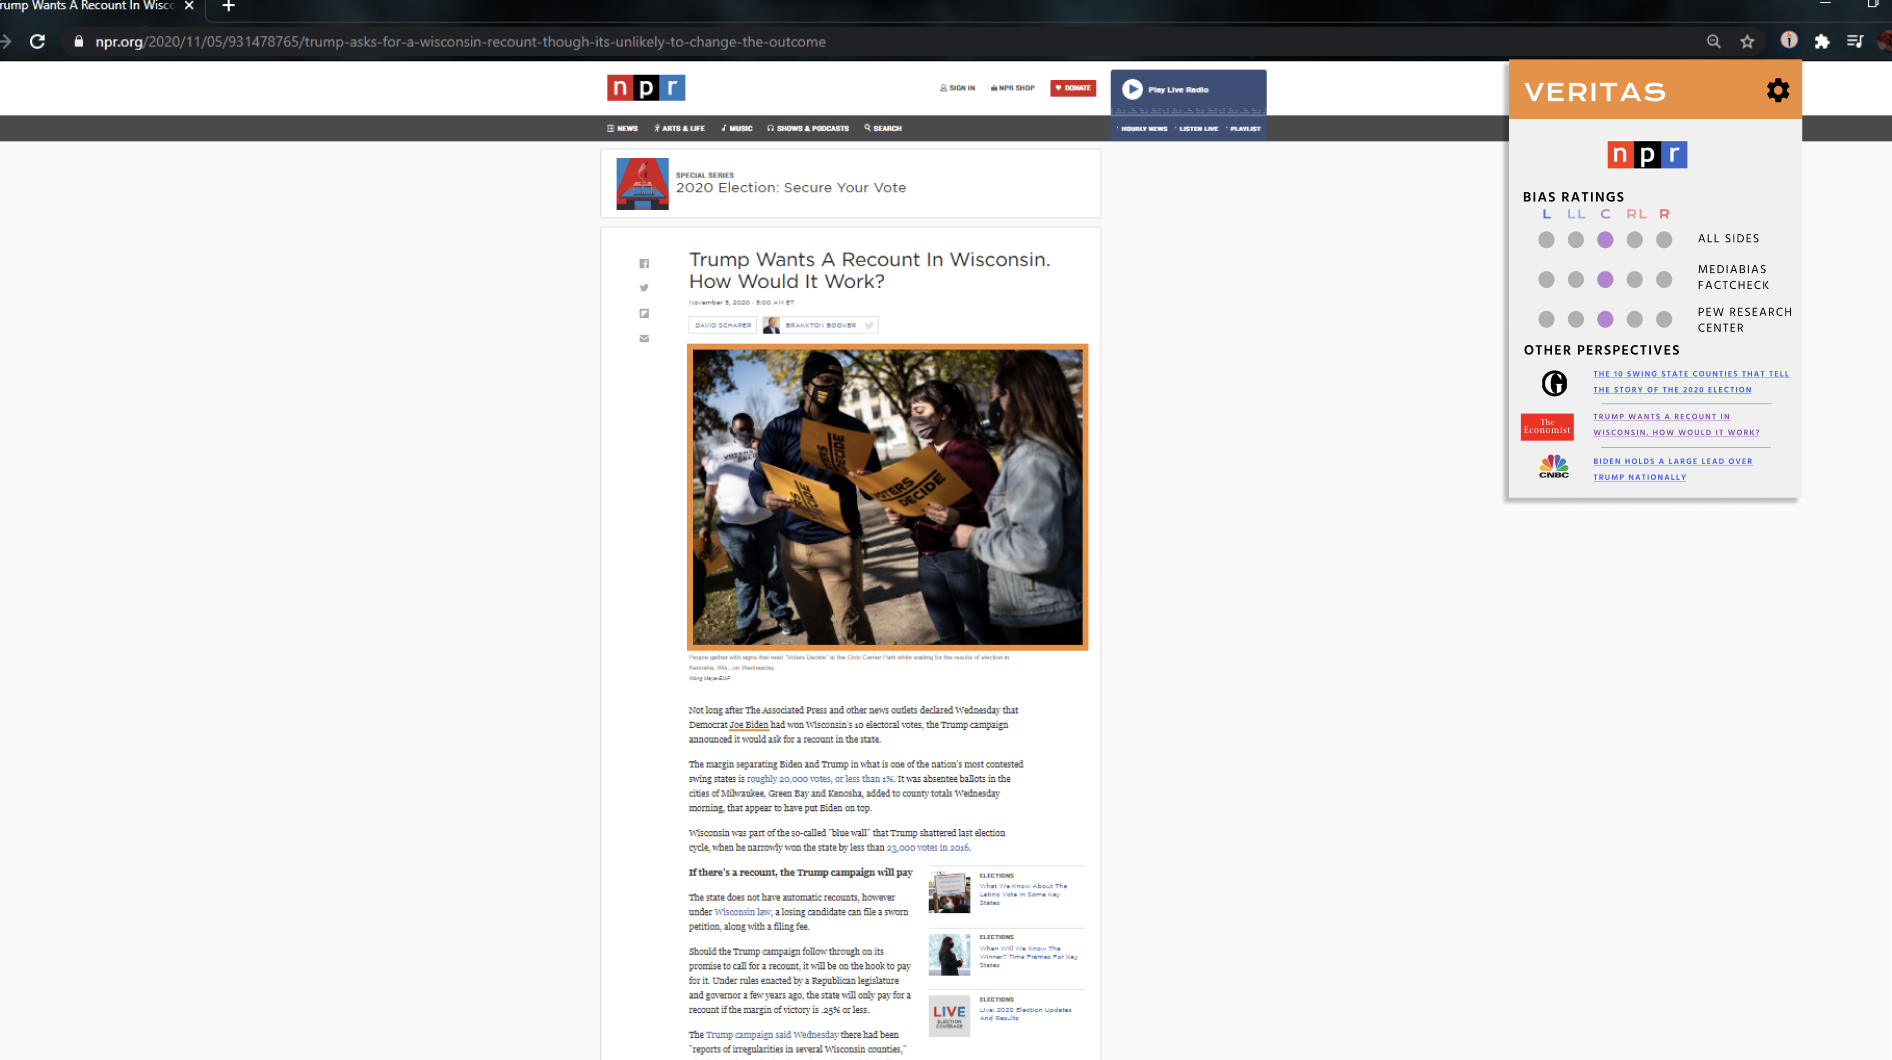 rump Wants A Recount In Wisco
npr.org/2020/11/05/931478765/trump-asks-for-a-wisconsin-recount-though-its-unlikely-to-change-the-outcome
npr
SIGN IN
NPR SHOP
DONATE
Play Live Radio
NEWS
ARTS & LIFE
MUSIC
SHOWS & PODCASTS
SEARCH
HOURLY NEWS
LISTEN LIVE
PLAYLIST
SPECIAL SERIES
2020 Election: Secure Your Vote
Trump Wants A Recount In Wisconsin.
How Would It Work?
November 5, 2020 · 5:00 AM ET
DAVID SCHAPER
BRAKKTON BOOKER
VOTERS DECIDE
VOTERS DECIDE
People gather with signs that read "Voters Decide" at the Civic Center Park while waiting for the results of election in
Kenosha, Wis., on Wednesday.
Wong Maye-E/AP
Not long after The Associated Press and other news outlets declared Wednesday that
Democrat Joe Biden had won Wisconsin's 10 electoral votes, the Trump campaign
announced it would ask for a recount in the state.
The margin separating Biden and Trump in what is one of the nation's most contested
swing states is roughly 20,000 votes, or less than 1%. It was absentee ballots in the
cities of Milwaukee, Green Bay and Kenosha, added to county totals Wednesday
morning, that appear to have put Biden on top.
Wisconsin was part of the so-called "blue wall" that Trump shattered last election
cycle, when he narrowly won the state by less than 23,000 votes in 2016.
If there's a recount, the Trump campaign will pay
The state does not have automatic recounts, however
under Wisconsin law, a losing candidate can file a sworn
petition, along with a filing fee.
Should the Trump campaign follow through on its
promise to call for a recount, it will be on the hook to pay
for it. Under rules enacted by a Republican legislature
and governor a few years ago, the state will only pay for a
recount if the margin of victory is .25% or less.
The Trump campaign said Wednesday there had been
"reports of irregularities in several Wisconsin counties,"
ELECTIONS
What We Know About The
Latino Vote In Some Key
States
ELECTIONS
When Will We Know The
Winner? Time Frames For Key
States
LIVE
ELECTION
COVERAGE
ELECTIONS
Live: 2020 Election Updates
And Results
VERITAS
npr
BIAS RATINGS
L LL C RL R
ALL SIDES
MEDIABIAS
FACTCHECK
PEW RESEARCH
CENTER
OTHER PERSPECTIVES
G
THE 10 SWING STATE COUNTIES THAT TELL
THE STORY OF THE 2020 ELECTION
The
Economist
TRUMP WANTS A RECOUNT IN
WISCONSIN. HOW WOULD IT WORK?
CNBC
BIDEN HOLDS A LARGE LEAD OVER
TRUMP NATIONALLY